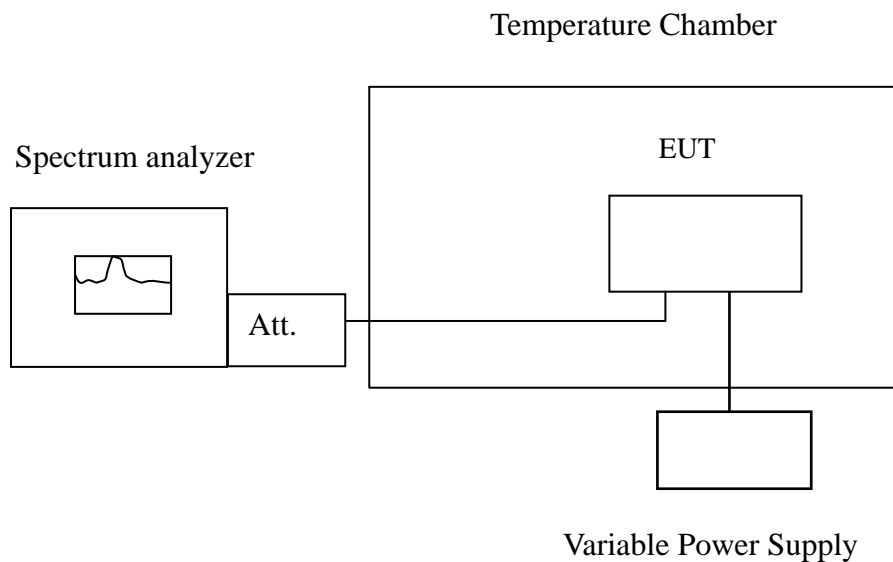 Temperature Chamber
Spectrum analyzer
EUT
Att.
Variable Power Supply